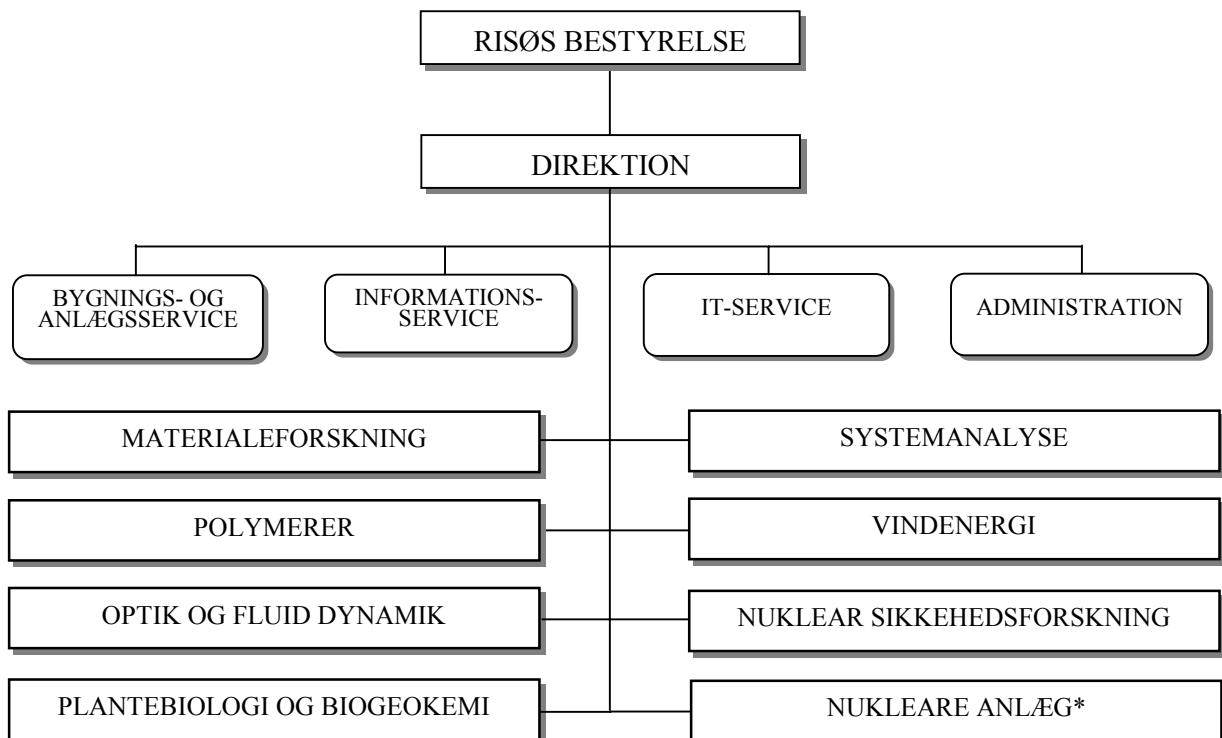 RISØS BESTYRELSE
DIREKTION
BYGNINGS- OG
ANLÆGSSERVICE
INFORMATIONS-
SERVICE
IT-SERVICE
ADMINISTRATION
MATERIALEFORSKNING
SYSTEMANALYSE
POLYMERER
VINDENERGI
OPTIK OG FLUID DYNAMIK
NUKLEAR SIKKEHEDSFORSKNING
PLANTEBIOLOGI OG BIOGEOKEMI
NUKLEARE ANLÆG*